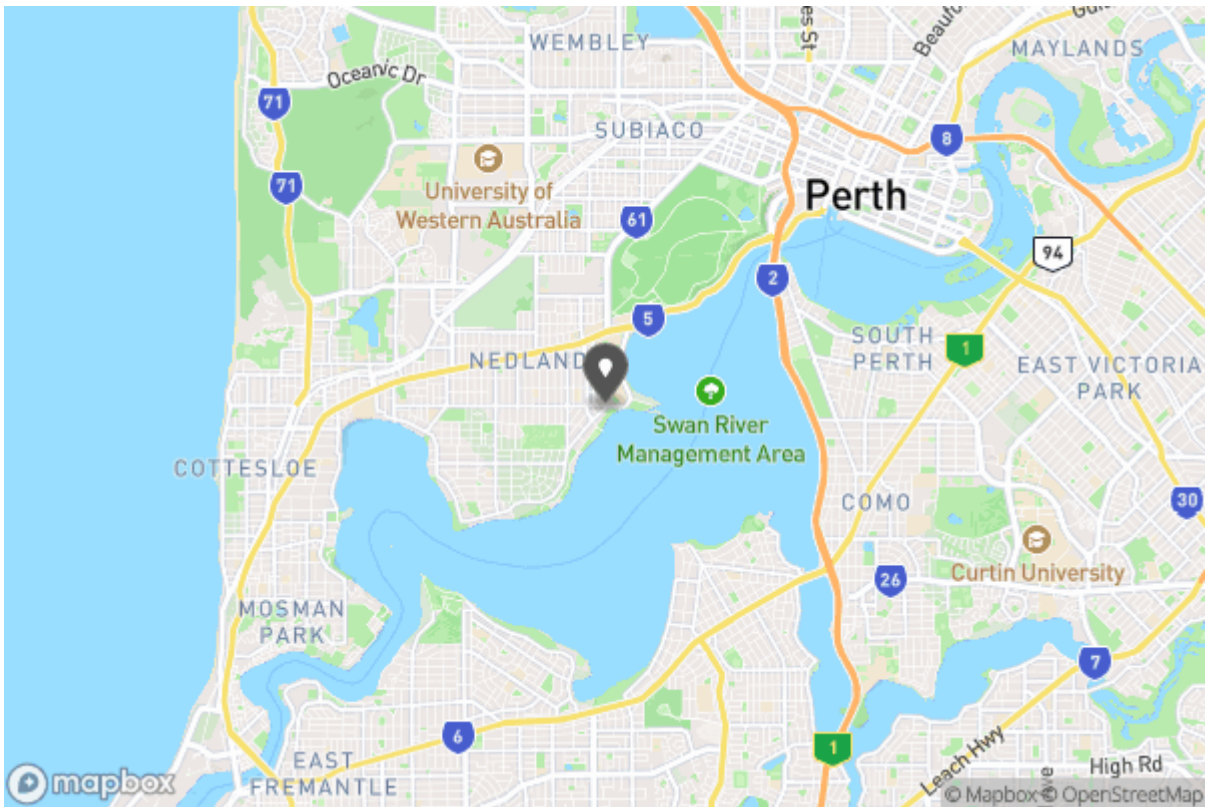 WEMBLEY
MAYLANDS
Oceanic Dr
71
SUBIACO
8
University of
Western Australia
71
Perth
61
94
2
5
SOUTH
PERTH
1
NEDLAND
EAST VICTORIA
PARK
Swan River
Management Area
COTTESLOE
COMO
30
Curtin University
26
MOSMAN
PARK
7
6
1
EAST
FREMANTLE
Leach Hwy
High Rd
mapbox
© Mapbox © OpenStreetMap